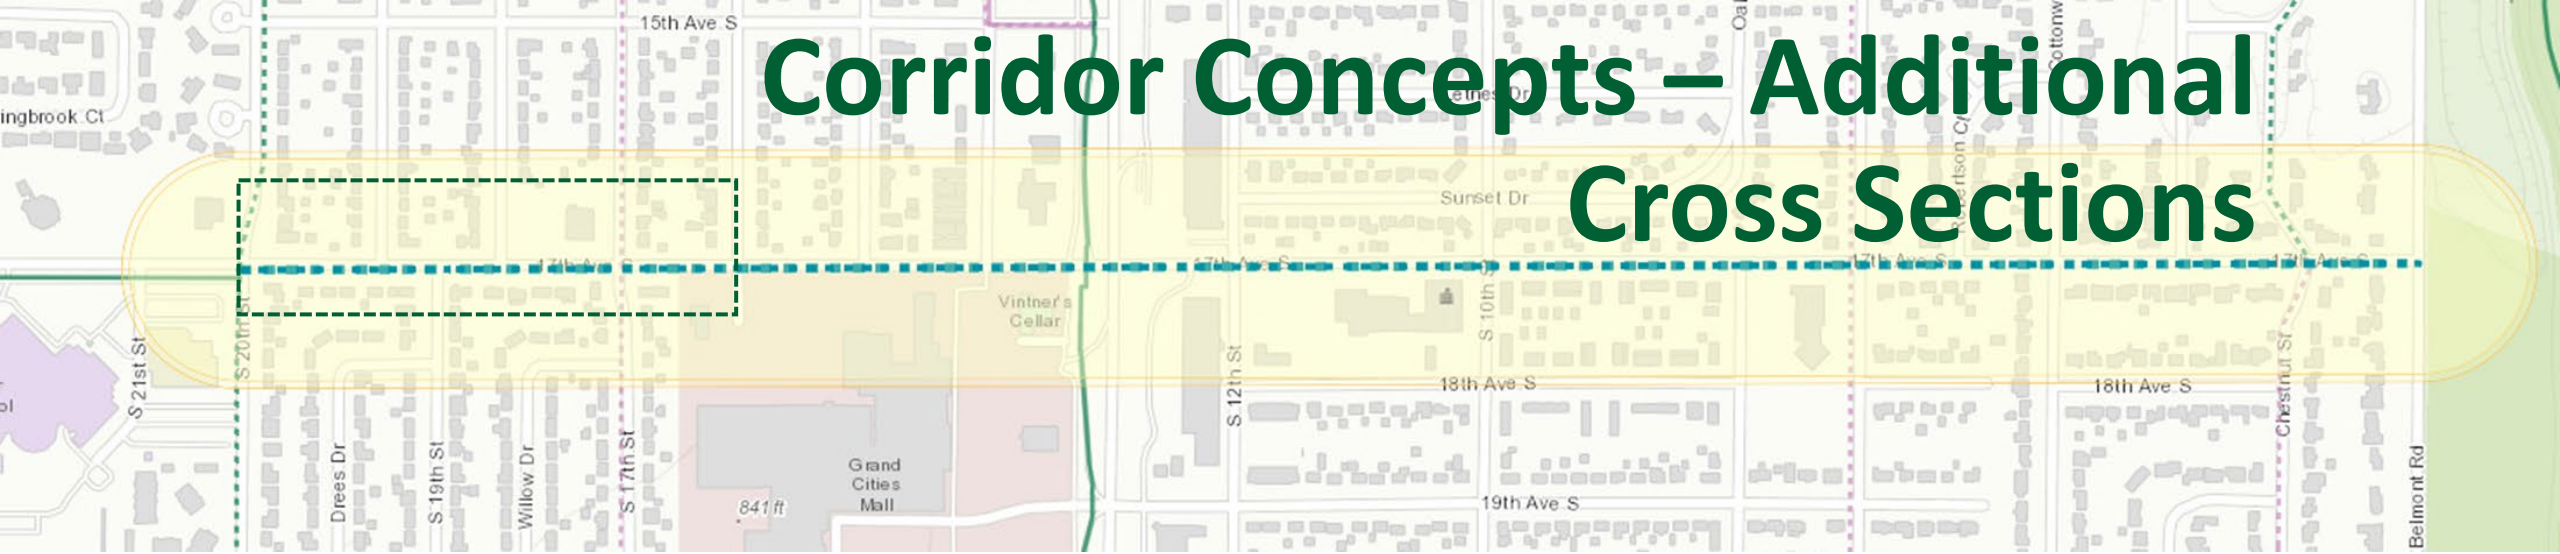 15th Ave S
Corridor Concepts – Additional
Cross Sections
ingbrook Ct
Sunset Dr
17th Ave S
17th Ave S
17th Ave S
17th Ave S
Vintner's
Cellar
S 20th St
S 21st St
S 10th St
S 12th St
18th Ave S
18th Ave S
Chestnut St
Drees Dr
S 19th St
Willow Dr
S 17th St
Grand
Cities
Mall
841 ft
19th Ave S
Belmont Rd